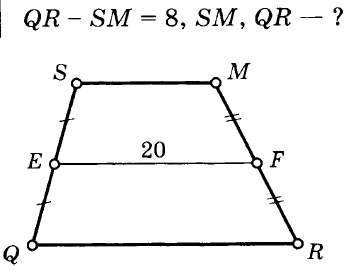 QR – SM = 8, SM, QR — ?
S M
E 20 F
Q R